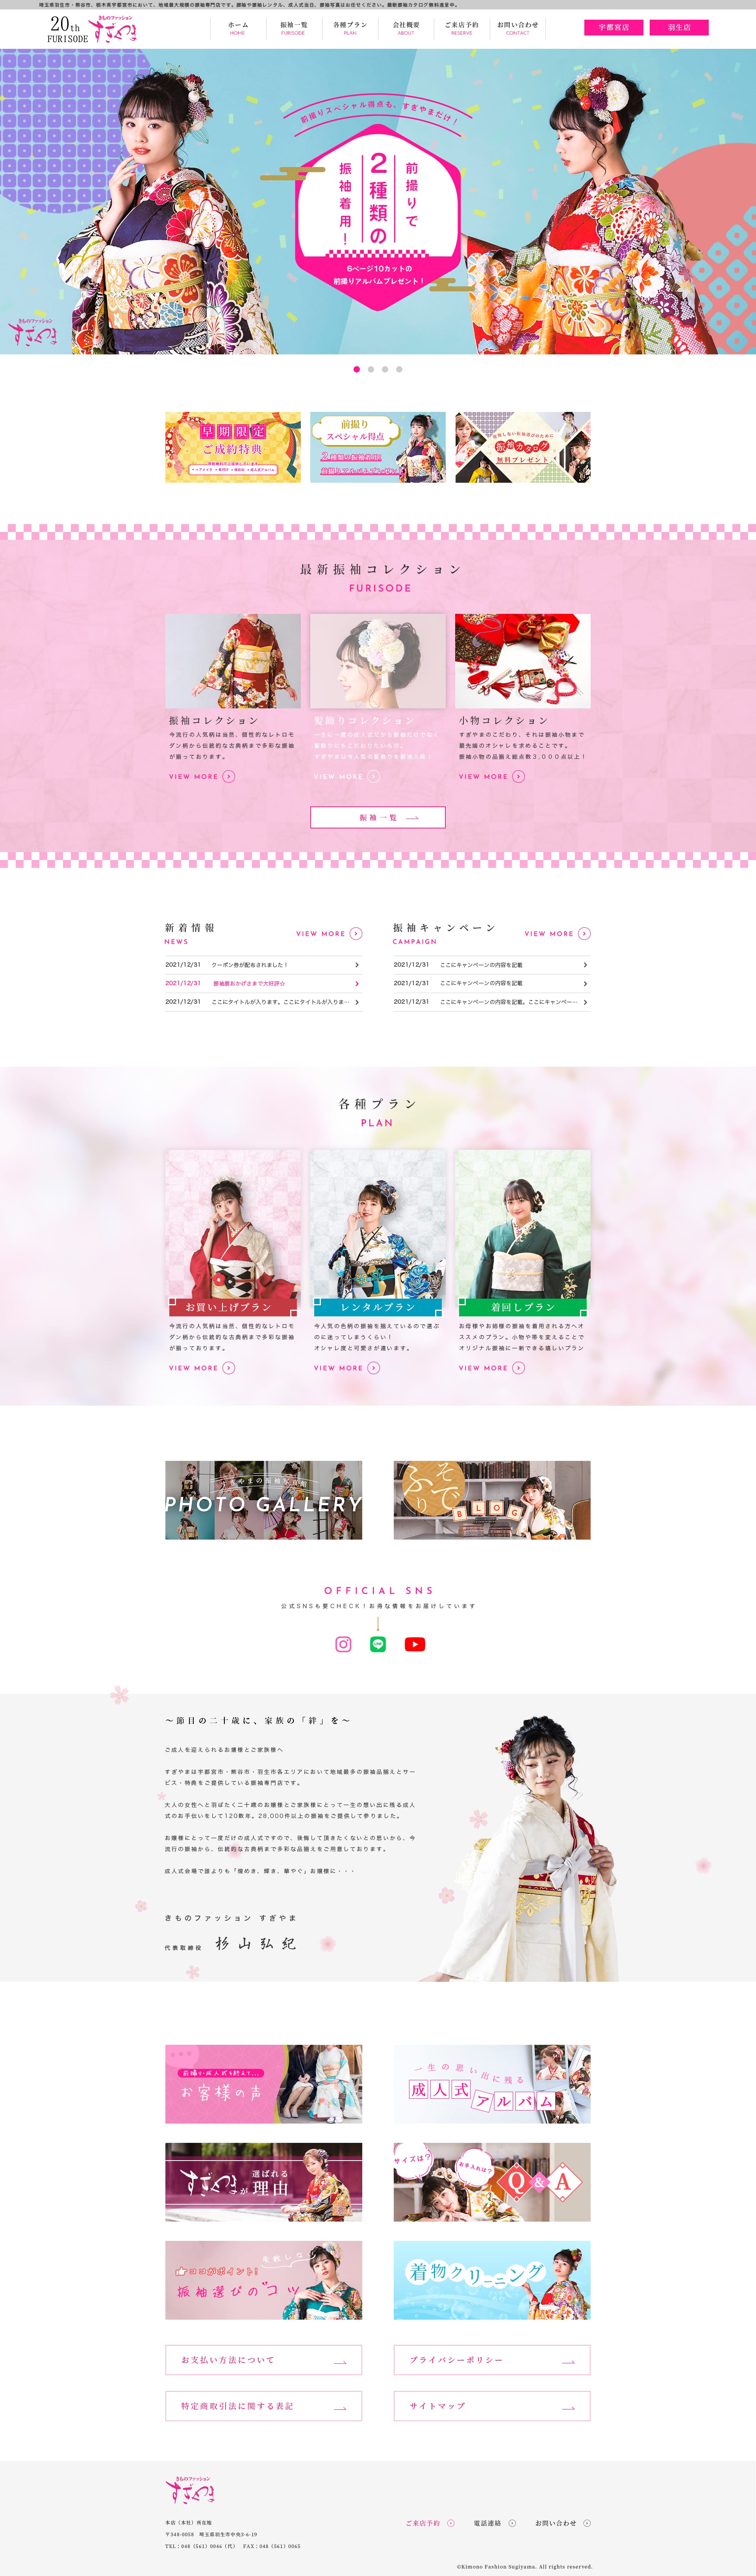 埼玉県羽生市・熊谷市、栃木県宇都宮市において、地域最大規模の振袖専門店です。振袖や振袖レンタル、成人式当日、振袖写真はお任せください。最新振袖カタログ無料進呈中。
20th
FURISODE
きものファッション
すぎやま
ホーム
HOME
振袖一覧
FURISODE
各種プラン
PLAN
会社概要
ABOUT
ご来店予約
RESERVE
お問い合わせ
CONTACT
宇都宮店
羽生店
前撮りスペシャル得点も、すぎやまだけ！
前撮りで
2種類の
振袖着用！
6ページ10カットの
前撮りアルバムプレゼント！
きものファッション
すぎやま
早期限定
ご成約特典
前撮り
スペシャル得点
2種類の振袖着用!
前撮りアルバムプレゼント!
振袖カタログ
無料プレゼント
最新振袖コレクション
FURISODE
振袖コレクション
今流行の人気柄は当然、個性的なレトロモ
ダン柄から伝統的な古典柄まで多彩な振袖
が揃っております。
VIEW MORE
髪飾りコレクション
VIEW MORE
小物コレクション
すぎやまのこだわり、それは振袖小物まで
最先端のオシャレを求めることです。
振袖小物の品揃え総点数３,０００点以上！
VIEW MORE
振袖一覧
新着情報
NEWS
VIEW MORE
2021/12/31 クーポン券が配布されました！
2021/12/31 振袖展おかげさまで大好評☆
2021/12/31 ここにタイトルが入ります。ここにタイトルが入りま…
振袖キャンペーン
CAMPAIGN
VIEW MORE
2021/12/31 ここにキャンペーンの内容を記載
2021/12/31 ここにキャンペーンの内容を記載
2021/12/31 ここにキャンペーンの内容を記載。ここにキャンペー…
各種プラン
PLAN
お買い上げプラン
今流行の人気柄は当然、個性的なレトロモ
ダン柄から伝統的な古典柄まで多彩な振袖
が揃っております。
VIEW MORE
レンタルプラン
今人気の色柄の振袖を揃えているので選ぶ
のに迷ってしまうくらい！
オシャレ度と可愛さが違います。
VIEW MORE
着回しプラン
お母様やお姉様の振袖を着用される方へオ
ススメのプラン。小物や帯を変えることで
オリジナル振袖に一新できる嬉しいプラン
VIEW MORE
すぎやまの振袖写真館
PHOTO GALLERY
ふりそで
BLOG
OFFICIAL SNS
公式SNSも要CHECK！お得な情報をお届けしています
～節目の二十歳に、家族の「絆」を～
ご成人を迎えられるお嬢様とご家族様へ
すぎやまは宇都宮市・熊谷市・羽生市各エリアにおいて地域最多の振袖品揃えとサー
ビス・特典をご提供している振袖専門店です。
大人の女性へと羽ばたく二十歳のお嬢様とご家族様にとって一生の想い出に残る成人
式のお手伝いをして120数年。28,000件以上の振袖をご提供して参りました。
お嬢様にとって一度だけの成人式ですので、後悔して頂きたくないとの思いから、今
流行の振袖から、伝統的な古典柄まで多彩な品揃えをご用意しております。
成人式会場で誰よりも「煌めき、輝き、華やぐ」お嬢様に・・・
きものファッション すぎやま
代表取締役 杉山弘紀
前撮り・成人式を終えて...
お客様の声
一生の思い出に残る
成人式アルバム
すぎやまが
選ばれる
理由
サイズは？
お手入れは？
Q&A
ココがポイント！
失敗しない
振袖選びのコツ
着物クリーニング
お支払い方法について
プライバシーポリシー
特定商取引法に関する表記
サイトマップ
きものファッション
すぎやま
本店（本社）所在地
〒348-0058 埼玉県羽生市中央3-6-19
TEL：048（561）0046（代） FAX：048（561）0065
ご来店予約
電話連絡
お問い合わせ
©Kimono Fashion Sugiyama. All rights reserved.